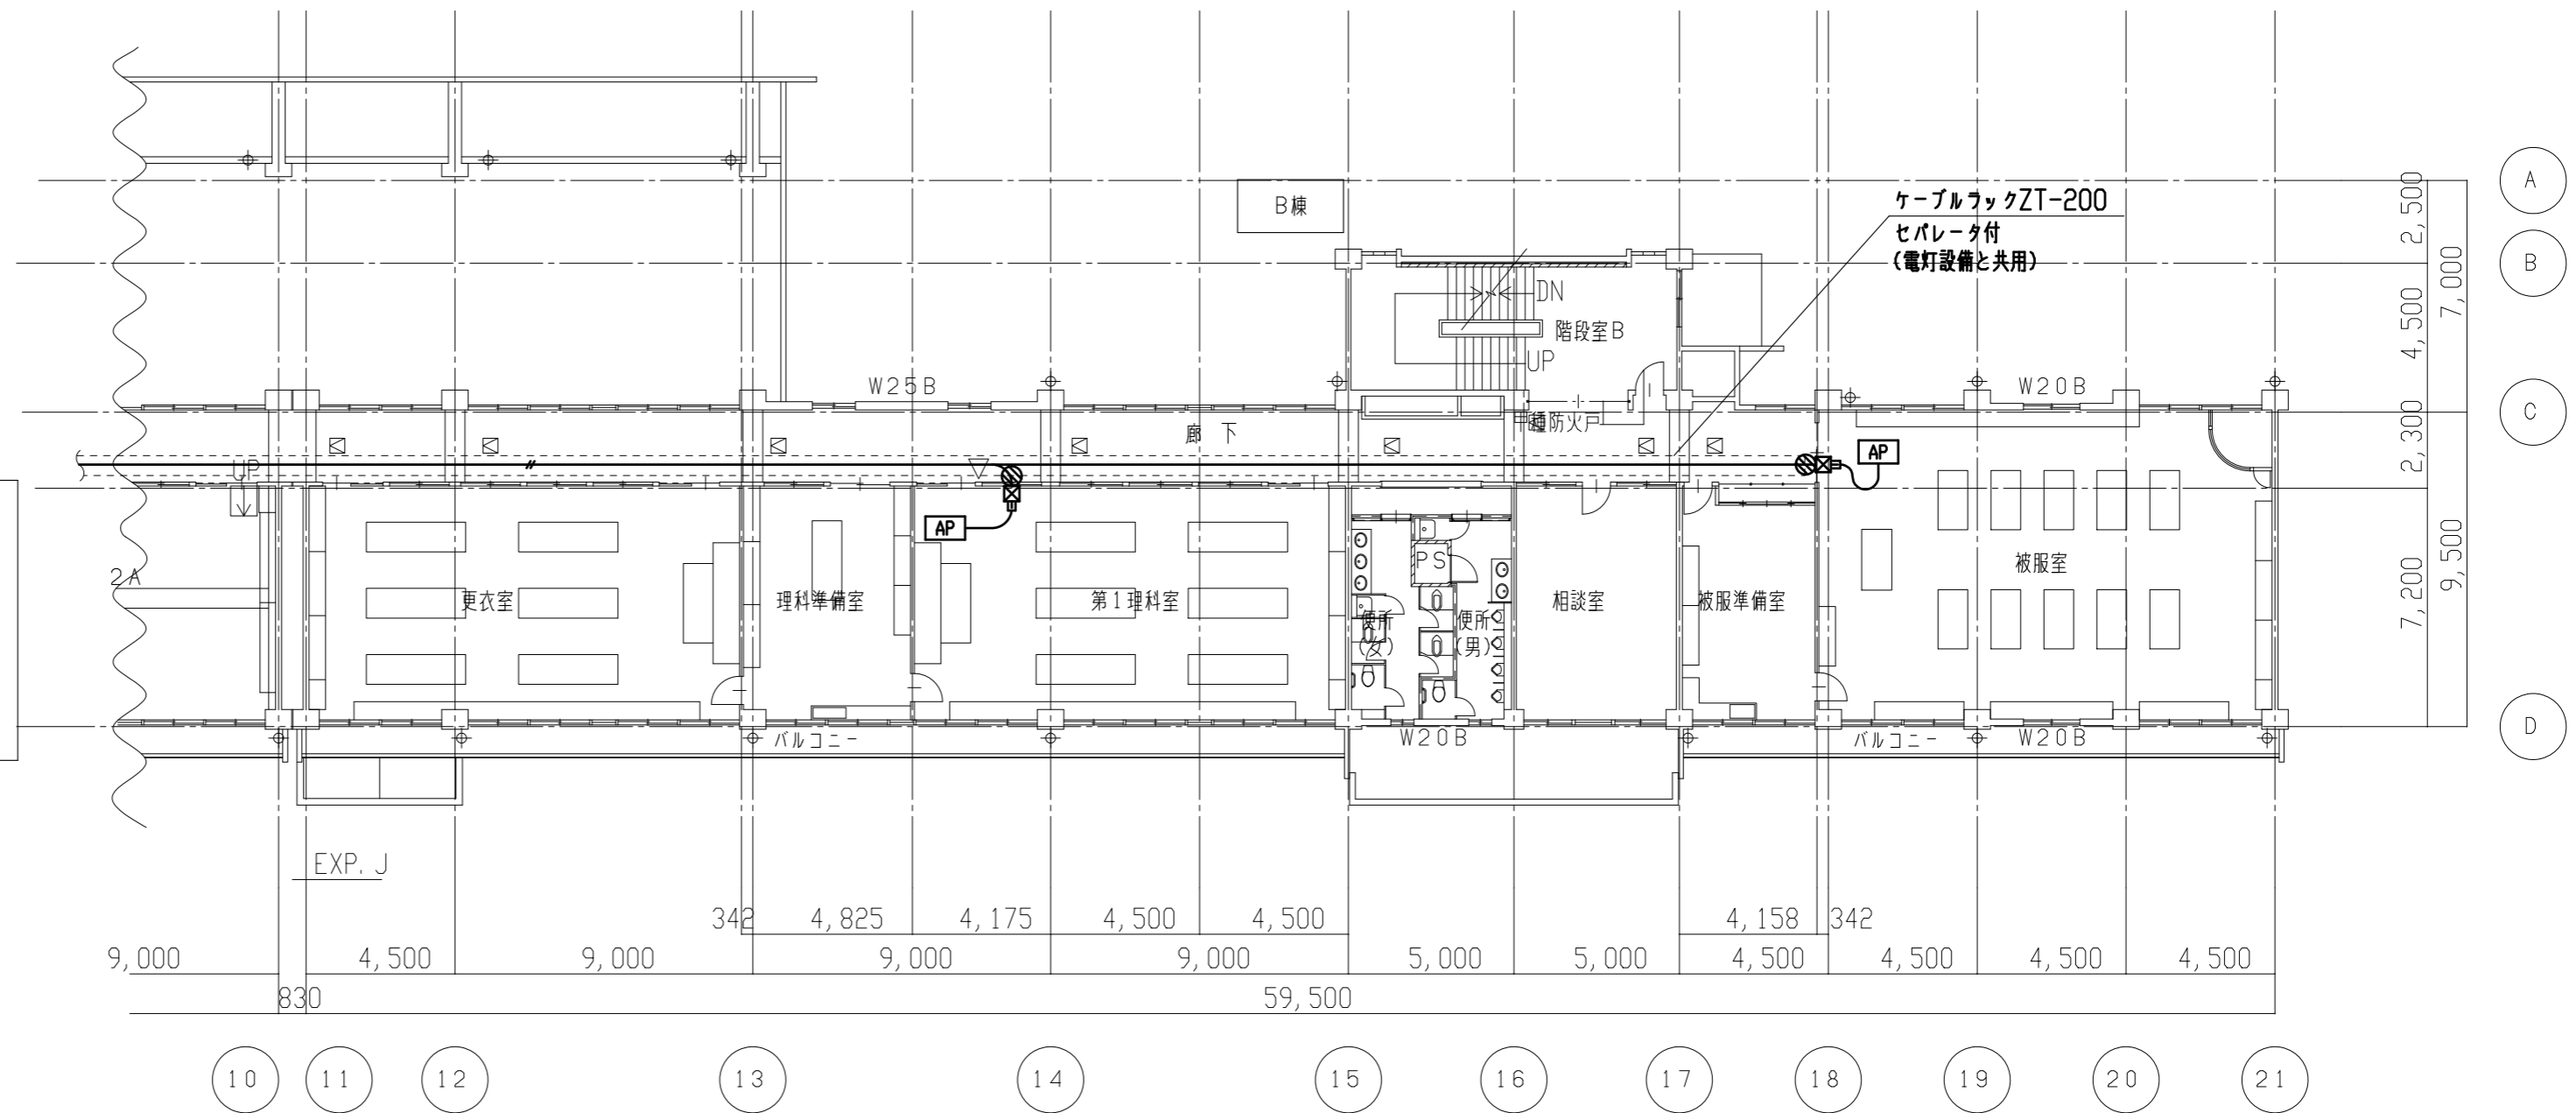 A
B棟
ケーブルラックZT-200
セパレータ付
(電灯設備と共用)
2,500
B
7,000
DN
4,500
階段室B
UP
W25B
W20B
C
廊下
甲種防火戸
2,300
UP
AP
AP
9,500
PS
被服室
2A
更衣室
理科準備室
第1理科室
便所
(女)
便所
(男)
相談室
被服準備室
7,200
バルコニー
W20B
バルコニー
W20B
D
EXP. J
342
4,825
4,175
4,500
4,500
4,158
342
9,000
4,500
9,000
9,000
9,000
5,000
5,000
4,500
4,500
4,500
4,500
830
59,500
10
11
12
13
14
15
16
17
18
19
20
21